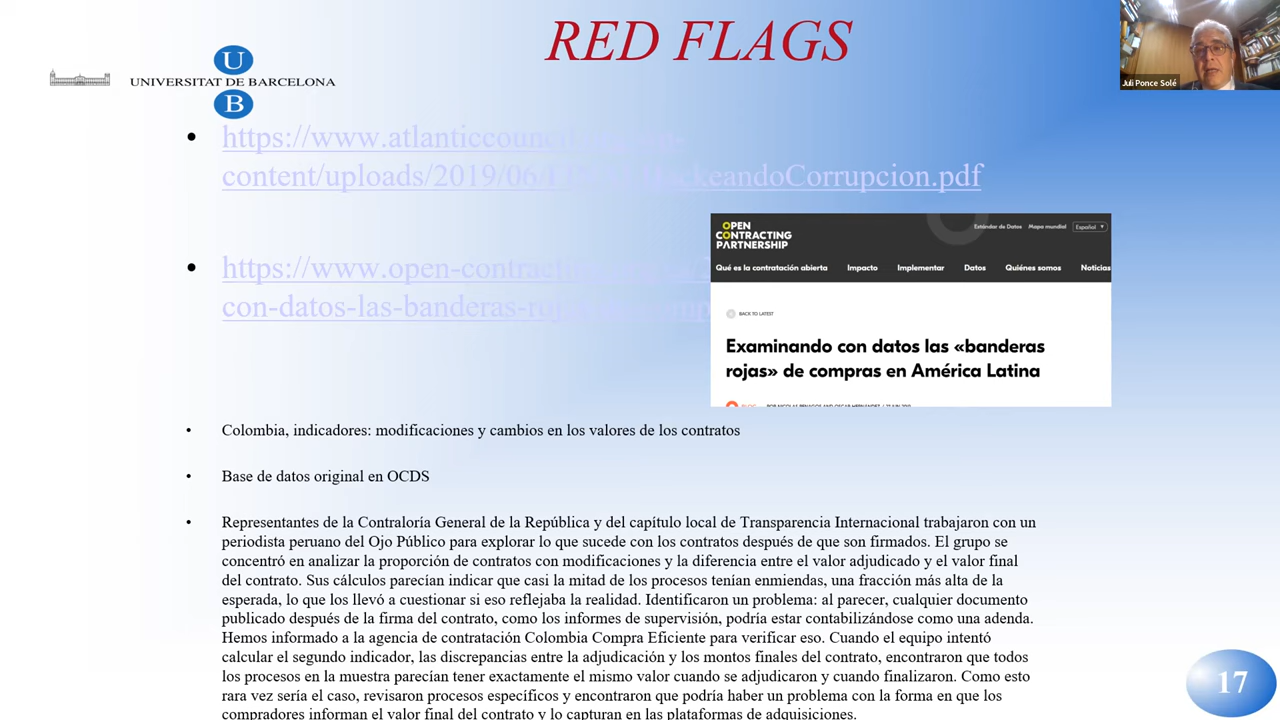 RED FLAGS
U
UNIVERSITAT DE BARCELONA
B
Juli Ponce Solé
• https://www.atlanticcouncil.
content/uploads/2019/06/
keandoCorrupcion.pdf
• https://www.open-contract
con-datos-las-banderas-ro
OPEN
CONTRACTING
PARTNERSHIP
Estándar de Datos Mapa mundial Español
Qué es la contratación abierta Impacto Implementar Datos Quiénes somos Noticias
BACK TO LATEST
Examinando con datos las «banderas
rojas» de compras en América Latina
• Colombia, indicadores: modificaciones y cambios en los valores de los contratos
• Base de datos original en OCDS
• Representantes de la Contraloría General de la República y del capítulo local de Transparencia Internacional trabajaron con un
periodista peruano del Ojo Público para explorar lo que sucede con los contratos después de que son firmados. El grupo se
concentró en analizar la proporción de contratos con modificaciones y la diferencia entre el valor adjudicado y el valor final
del contrato. Sus cálculos parecían indicar que casi la mitad de los procesos tenían enmiendas, una fracción más alta de la
esperada, lo que los llevó a cuestionar si eso reflejaba la realidad. Identificaron un problema: al parecer, cualquier documento
publicado después de la firma del contrato, como los informes de supervisión, podría estar contabilizándose como una adenda.
Hemos informado a la agencia de contratación Colombia Compra Eficiente para verificar eso. Cuando el equipo intentó
calcular el segundo indicador, las discrepancias entre la adjudicación y los montos finales del contrato, encontraron que todos
los procesos en la muestra parecían tener exactamente el mismo valor cuando se adjudicaron y cuando finalizaron. Como esto
rara vez sería el caso, revisaron procesos específicos y encontraron que podría haber un problema con la forma en que los
compradores informan el valor final del contrato y lo capturan en las plataformas de adquisiciones.
17